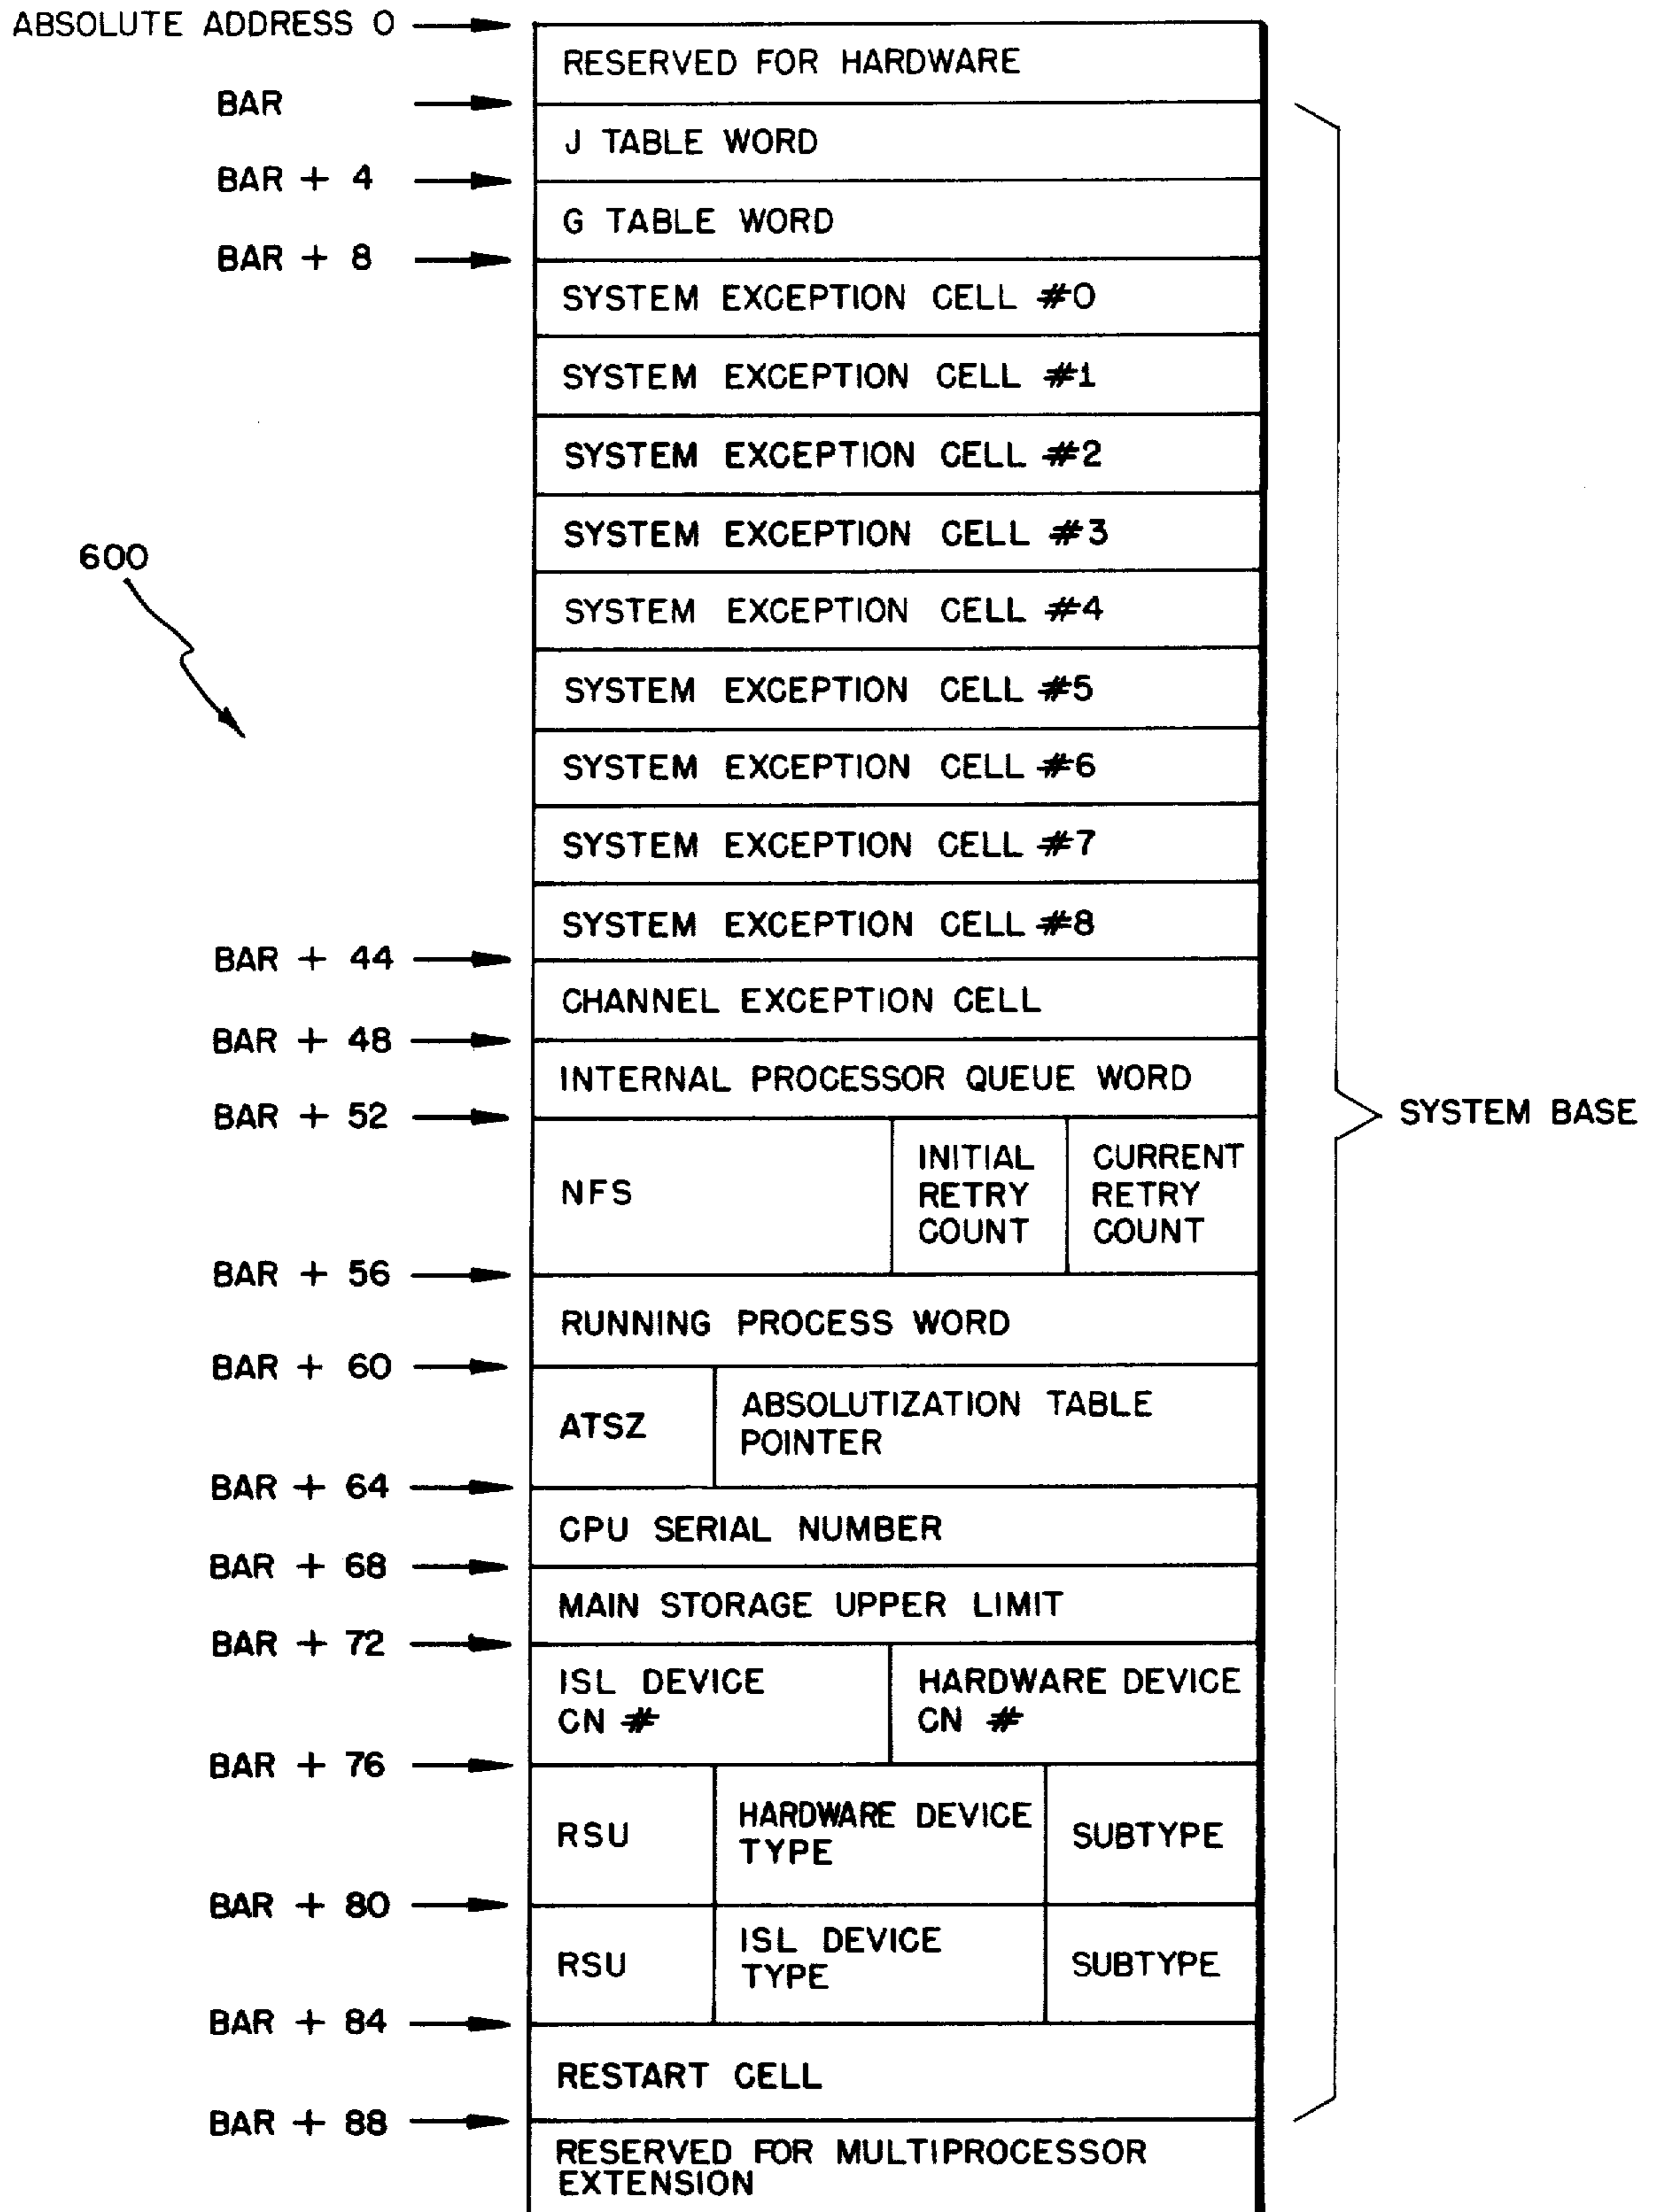 ABSOLUTE ADDRESS 0
RESERVED FOR HARDWARE
BAR
J TABLE WORD
BAR + 4
G TABLE WORD
BAR + 8
SYSTEM EXCEPTION CELL #0
SYSTEM EXCEPTION CELL #1
SYSTEM EXCEPTION CELL #2
SYSTEM EXCEPTION CELL #3
600
SYSTEM EXCEPTION CELL #4
SYSTEM EXCEPTION CELL #5
SYSTEM EXCEPTION CELL #6
SYSTEM EXCEPTION CELL #7
SYSTEM EXCEPTION CELL #8
BAR + 44
CHANNEL EXCEPTION CELL
BAR + 48
INTERNAL PROCESSOR QUEUE WORD
BAR + 52
SYSTEM BASE
NFS
INITIAL
RETRY
COUNT
CURRENT
RETRY
COUNT
BAR + 56
RUNNING PROCESS WORD
BAR + 60
ATSZ
ABSOLUTIZATION TABLE
POINTER
BAR + 64
CPU SERIAL NUMBER
BAR + 68
MAIN STORAGE UPPER LIMIT
BAR + 72
ISL DEVICE
CN #
HARDWARE DEVICE
CN #
BAR + 76
RSU
HARDWARE DEVICE
TYPE
SUBTYPE
BAR + 80
RSU
ISL DEVICE
TYPE
SUBTYPE
BAR + 84
RESTART CELL
BAR + 88
RESERVED FOR MULTIPROCESSOR
EXTENSION